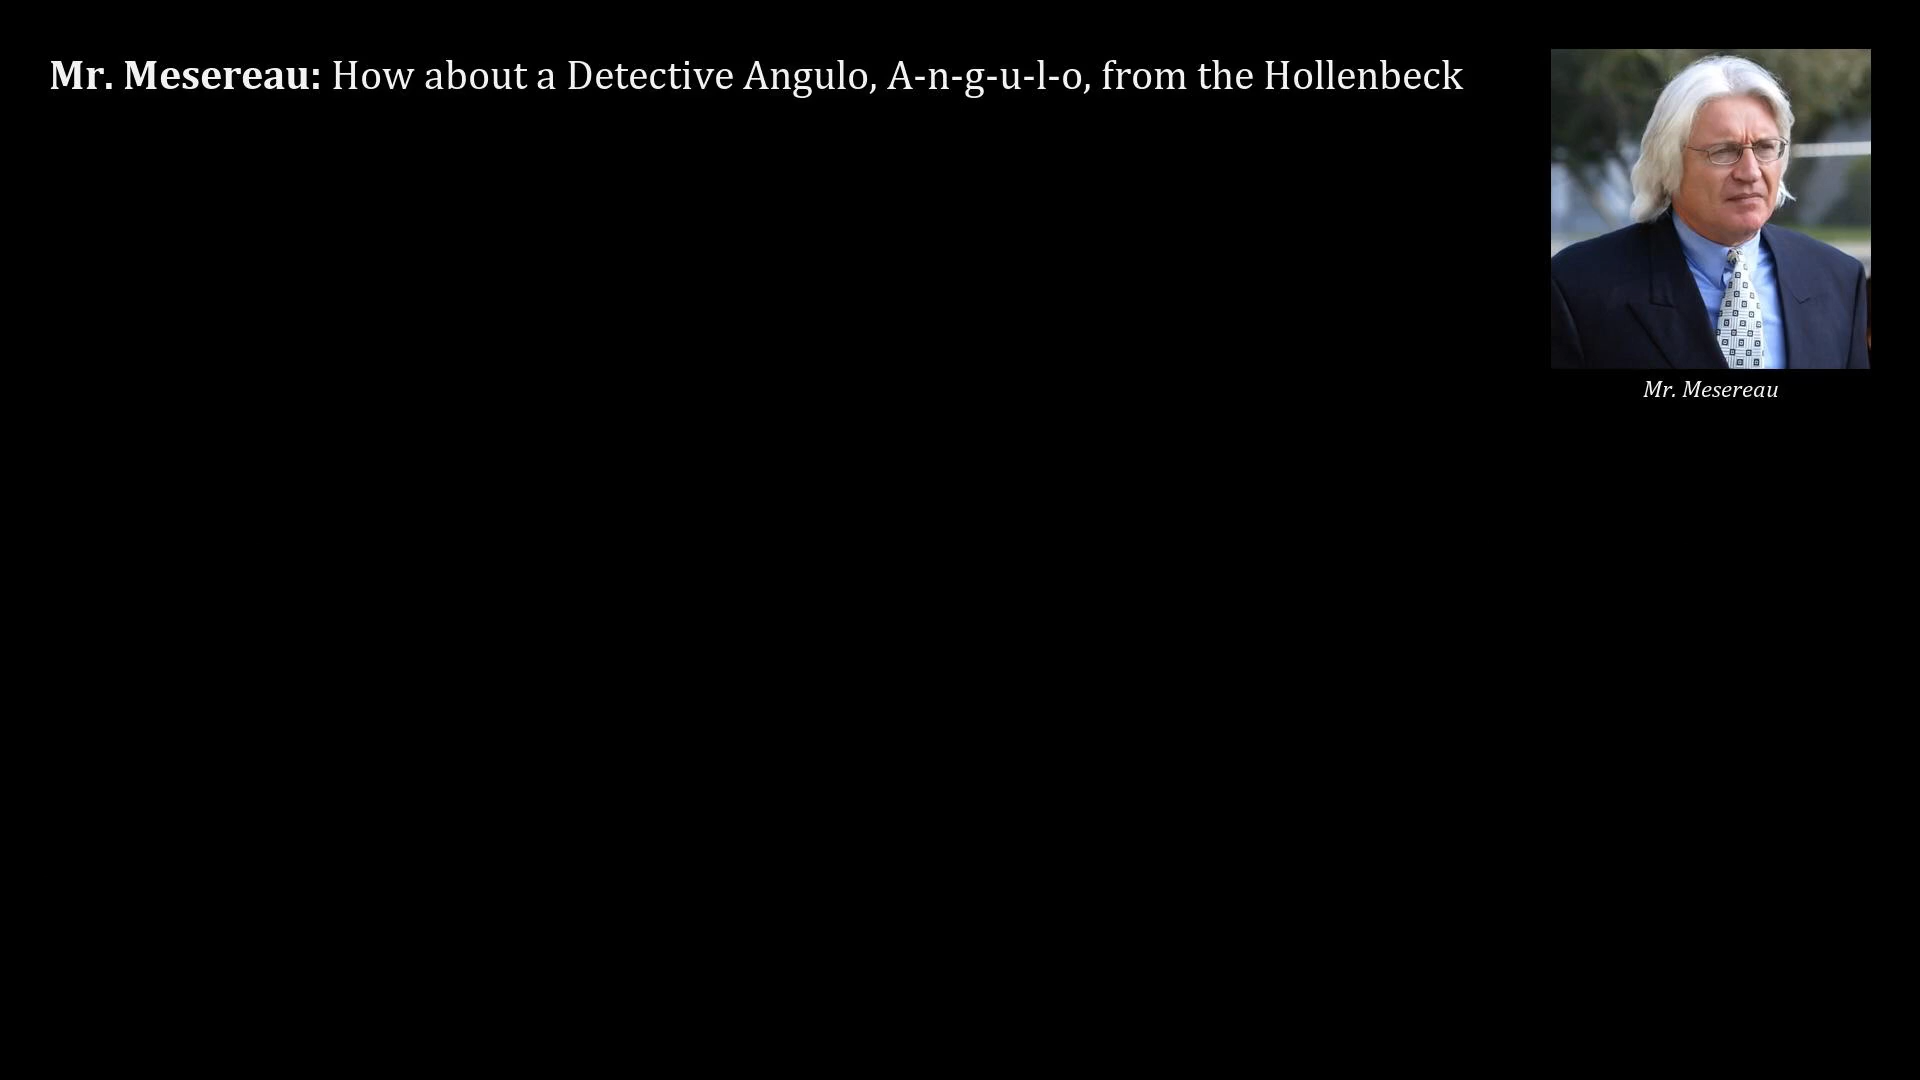 Mr. Mesereau: How about a Detective Angulo, A-n-g-u-l-o, from the Hollenbeck
Mr. Mesereau